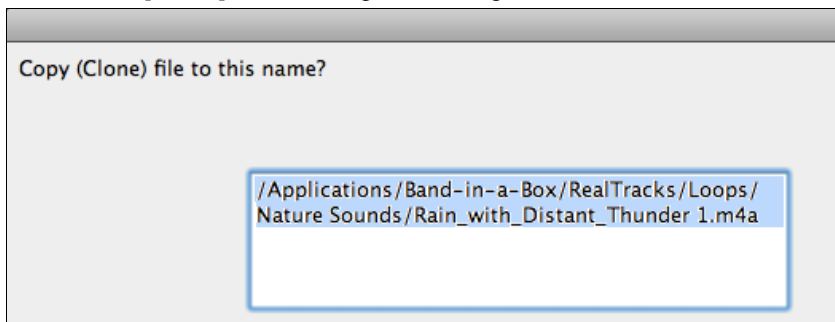 Copy (Clone) file to this name?
/Applications/Band-in-a-Box/RealTracks/Loops/
Nature Sounds/Rain_with_Distant_Thunder 1.m4a